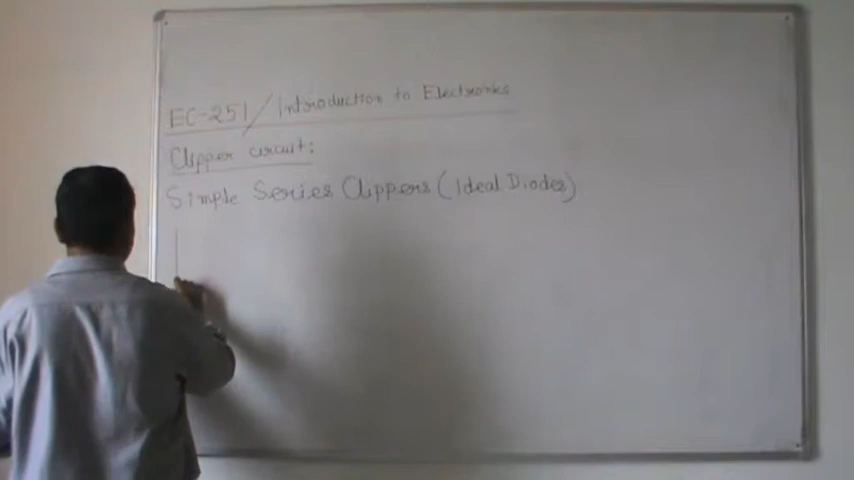 EC-251/Introduction to Electronics
Clipper circuit:
Simple Series Clippers (Ideal Diodes)